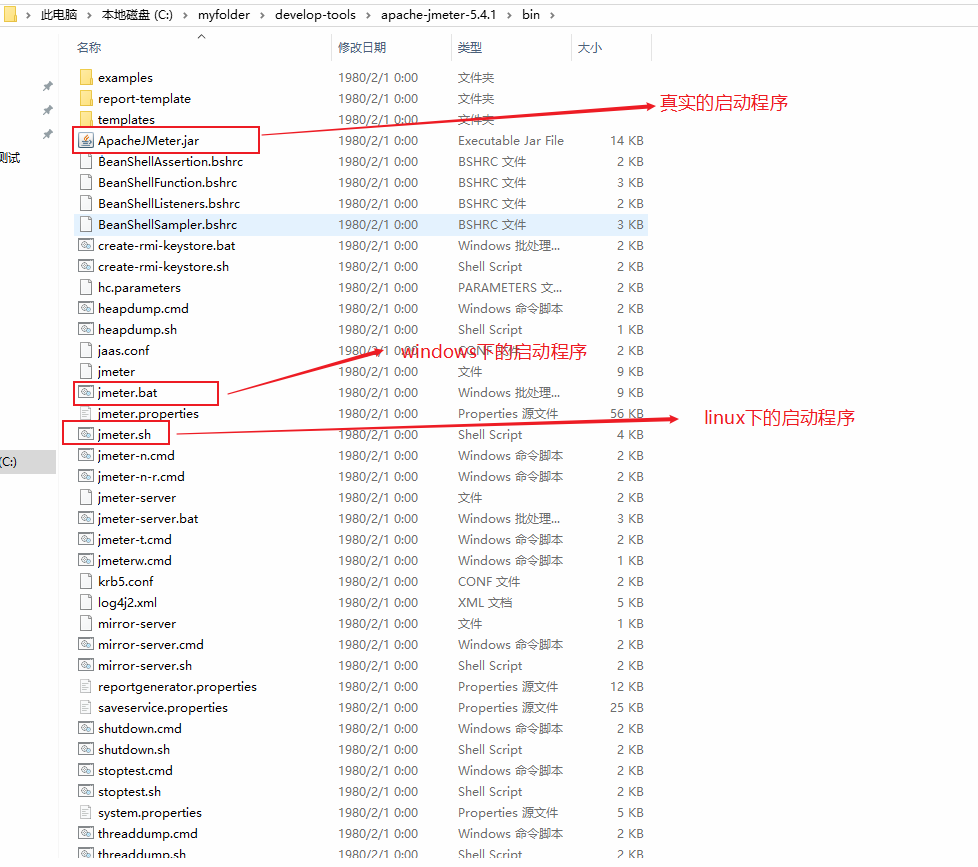 此电脑 › 本地磁盘 (C:) › myfolder › develop-tools › apache-jmeter-5.4.1 › bin ›
名称 修改日期 类型 大小
examples 1980/2/1 0:00 文件夹
report-template 1980/2/1 0:00 文件夹
templates 1980/2/1 0:00 文件夹
真实的启动程序
ApacheJMeter.jar 1980/2/1 0:00 Executable Jar File 14 KB
测试
BeanShellAssertion.bshrc 1980/2/1 0:00 BSHRC 文件 2 KB
BeanShellFunction.bshrc 1980/2/1 0:00 BSHRC 文件 3 KB
BeanShellListeners.bshrc 1980/2/1 0:00 BSHRC 文件 2 KB
BeanShellSampler.bshrc 1980/2/1 0:00 BSHRC 文件 3 KB
create-rmi-keystore.bat 1980/2/1 0:00 Windows 批处理... 2 KB
create-rmi-keystore.sh 1980/2/1 0:00 Shell Script 2 KB
hc.parameters 1980/2/1 0:00 PARAMETERS 文... 2 KB
heapdump.cmd 1980/2/1 0:00 Windows 命令脚本 2 KB
heapdump.sh 1980/2/1 0:00 Shell Script 1 KB
jaas.conf 1980/2/1 0:00 CONF 文件 2 KB
windows下的启动程序
jmeter 1980/2/1 0:00 文件 9 KB
jmeter.bat 1980/2/1 0:00 Windows 批处理... 9 KB
jmeter.properties 1980/2/1 0:00 Properties 源文件 56 KB
linux下的启动程序
jmeter.sh 1980/2/1 0:00 Shell Script 4 KB
jmeter-n.cmd 1980/2/1 0:00 Windows 命令脚本 2 KB
(C:)
jmeter-n-r.cmd 1980/2/1 0:00 Windows 命令脚本 2 KB
jmeter-server 1980/2/1 0:00 文件 2 KB
jmeter-server.bat 1980/2/1 0:00 Windows 批处理... 3 KB
jmeter-t.cmd 1980/2/1 0:00 Windows 命令脚本 2 KB
jmeterw.cmd 1980/2/1 0:00 Windows 命令脚本 1 KB
krb5.conf 1980/2/1 0:00 CONF 文件 2 KB
log4j2.xml 1980/2/1 0:00 XML 文档 5 KB
mirror-server 1980/2/1 0:00 文件 1 KB
mirror-server.cmd 1980/2/1 0:00 Windows 命令脚本 2 KB
mirror-server.sh 1980/2/1 0:00 Shell Script 2 KB
reportgenerator.properties 1980/2/1 0:00 Properties 源文件 12 KB
saveservice.properties 1980/2/1 0:00 Properties 源文件 25 KB
shutdown.cmd 1980/2/1 0:00 Windows 命令脚本 2 KB
shutdown.sh 1980/2/1 0:00 Shell Script 2 KB
stoptest.cmd 1980/2/1 0:00 Windows 命令脚本 2 KB
stoptest.sh 1980/2/1 0:00 Shell Script 2 KB
system.properties 1980/2/1 0:00 Properties 源文件 5 KB
threaddump.cmd 1980/2/1 0:00 Windows 命令脚本 2 KB
threaddump.sh 1980/2/1 0:00 Shell Script 2 KB